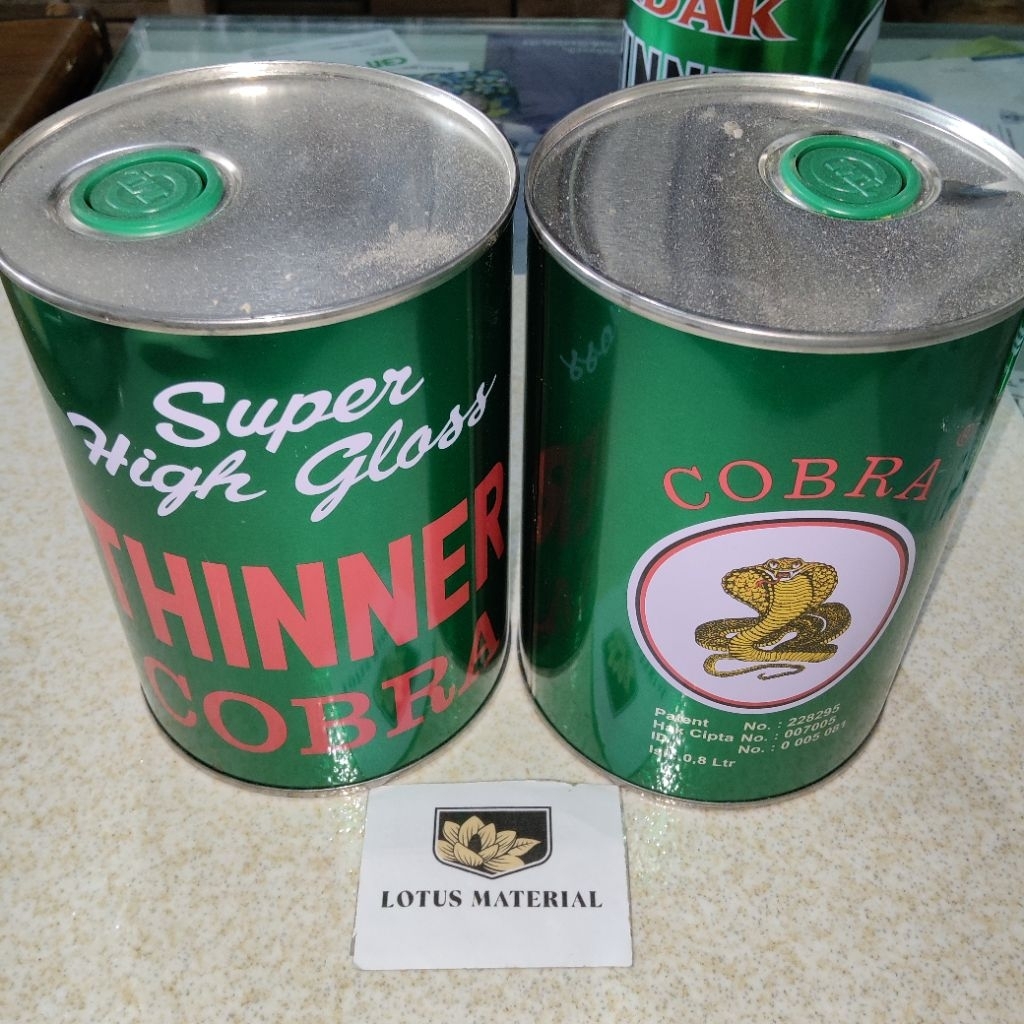 Super
High Gloss
THINNER
COBRA
COBRA
Patent No. : 228295
Hak Cipta No. : 007005
No. : 0 005 081
Isi 0,8 Ltr
LOTUS MATERIAL